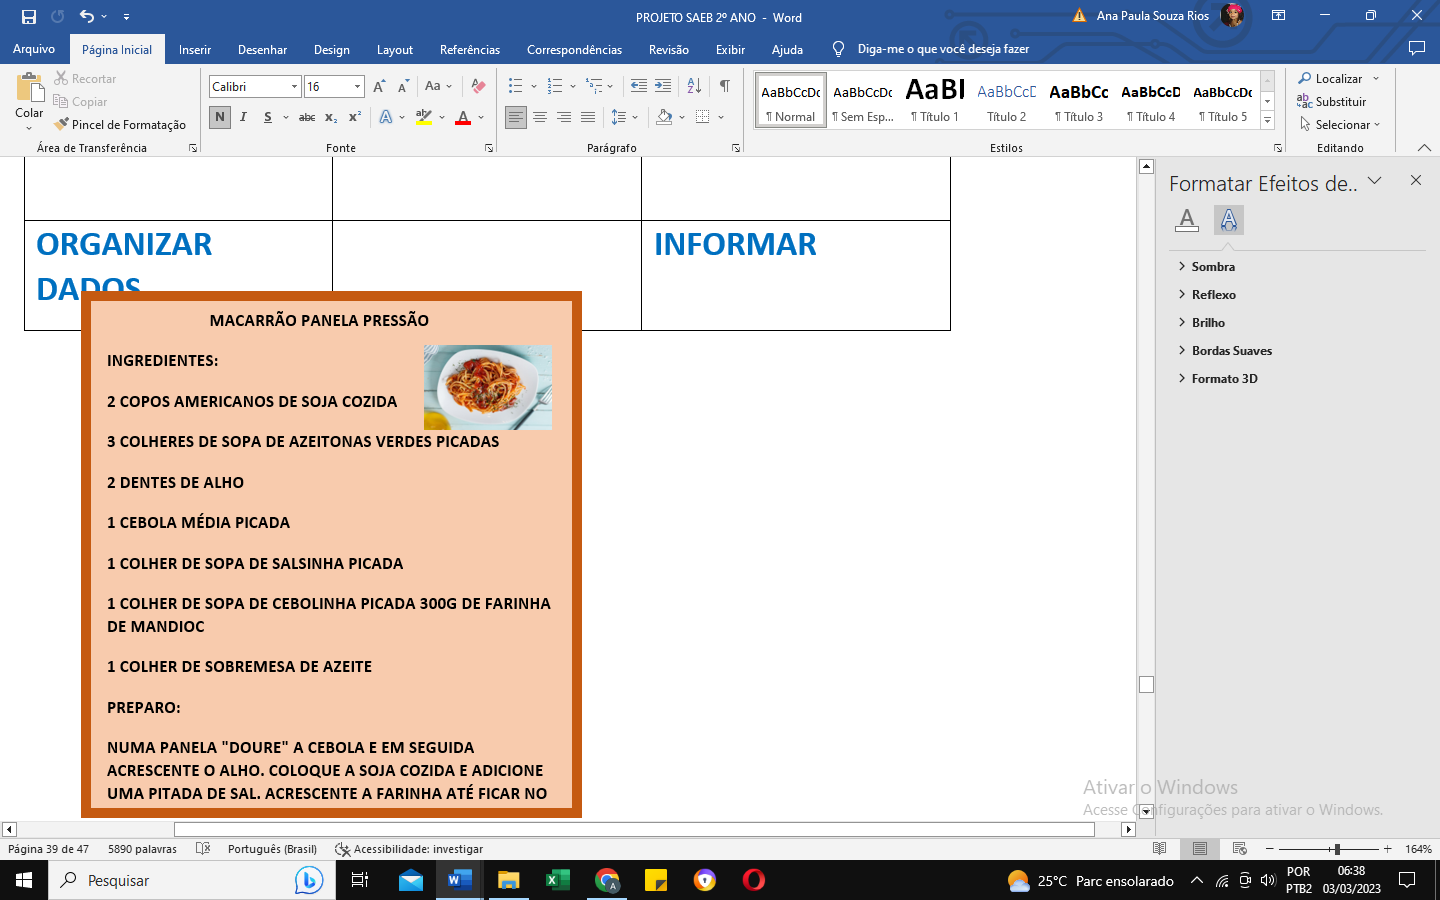 PROJETO SAEB 2º ANO - Word
Ana Paula Souza Rios
Arquivo
Página Inicial
Inserir
Desenhar
Design
Layout
Referências
Correspondências
Revisão
Exibir
Ajuda
Diga-me o que você deseja fazer
Colar
Recortar
Copiar
Pincel de Formatação
Área de Transferência
Calibri
16
Aa
N I S abc x₂ x²
Fonte
Parágrafo
AaBbCcDc
¶ Normal
AaBbCcDc
¶ Sem Esp...
AaBl
¶ Título 1
AaBbCcD
Título 2
AaBbCc
¶ Título 3
AaBbCcD
¶ Título 4
AaBbCcDc
¶ Título 5
Estilos
Localizar
Substituir
Selecionar
Editando
ORGANIZAR
DADOS
INFORMAR
MACARRÃO PANELA PRESSÃO
INGREDIENTES:
2 COPOS AMERICANOS DE SOJA COZIDA
3 COLHERES DE SOPA DE AZEITONAS VERDES PICADAS
2 DENTES DE ALHO
1 CEBOLA MÉDIA PICADA
1 COLHER DE SOPA DE SALSINHA PICADA
1 COLHER DE SOPA DE CEBOLINHA PICADA 300G DE FARINHA
DE MANDIOC
1 COLHER DE SOBREMESA DE AZEITE
PREPARO:
NUMA PANELA "DOURE" A CEBOLA E EM SEGUIDA
ACRESCENTE O ALHO. COLOQUE A SOJA COZIDA E ADICIONE
UMA PITADA DE SAL. ACRESCENTE A FARINHA ATÉ FICAR NO
Formatar Efeitos de..
Sombra
Reflexo
Brilho
Bordas Suaves
Formato 3D
Ativar o Windows
Acesse Configurações para ativar o Windows.
Página 39 de 47
5890 palavras
Português (Brasil)
Acessibilidade: investigar
164%
Pesquisar
25°C Parc ensolarado
POR
PTB2
06:38
03/03/2023